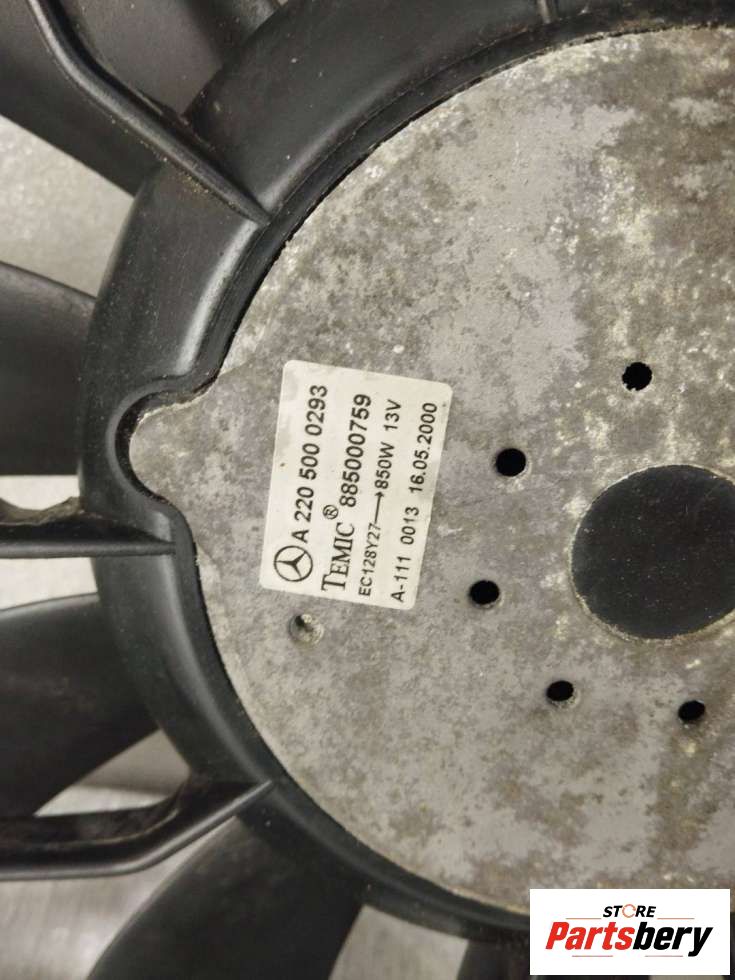 A 220 500 0293
TEMIC® 885000759
EC128Y27→850W 13V
A-111 0013 16.05.2000
STORE
Partsbery